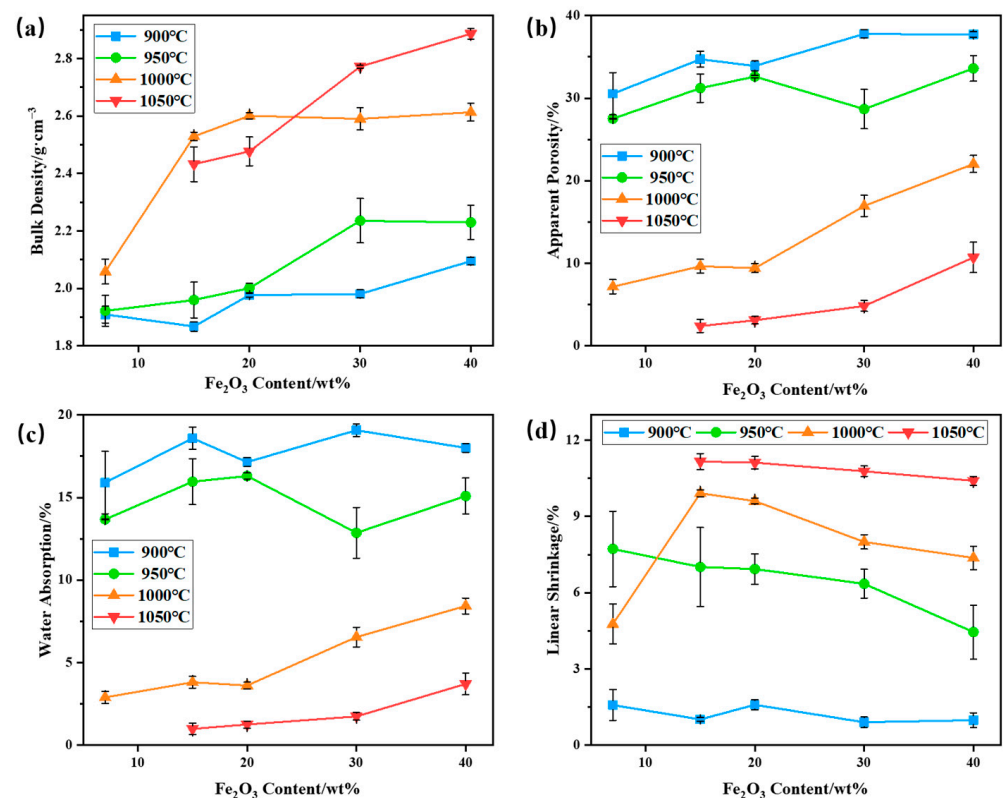 (a)
900℃
950℃
1000℃
1050℃
Bulk Density/g·cm⁻³
2.8
2.6
2.4
2.2
2.0
1.8
10 20 30 40
Fe₂O₃ Content/wt%
(b)
900℃
950℃
1000℃
1050℃
Apparent Porosity/%
40
30
20
10
0
10 20 30 40
Fe₂O₃ Content/wt%
(c)
900℃
950℃
1000℃
1050℃
Water Absorption/%
20
15
10
5
0
10 20 30 40
Fe₂O₃ Content/wt%
(d)
900℃ 950℃ 1000℃ 1050℃
Linear Shrinkage/%
12
9
6
3
0
10 20 30 40
Fe₂O₃ Content/wt%